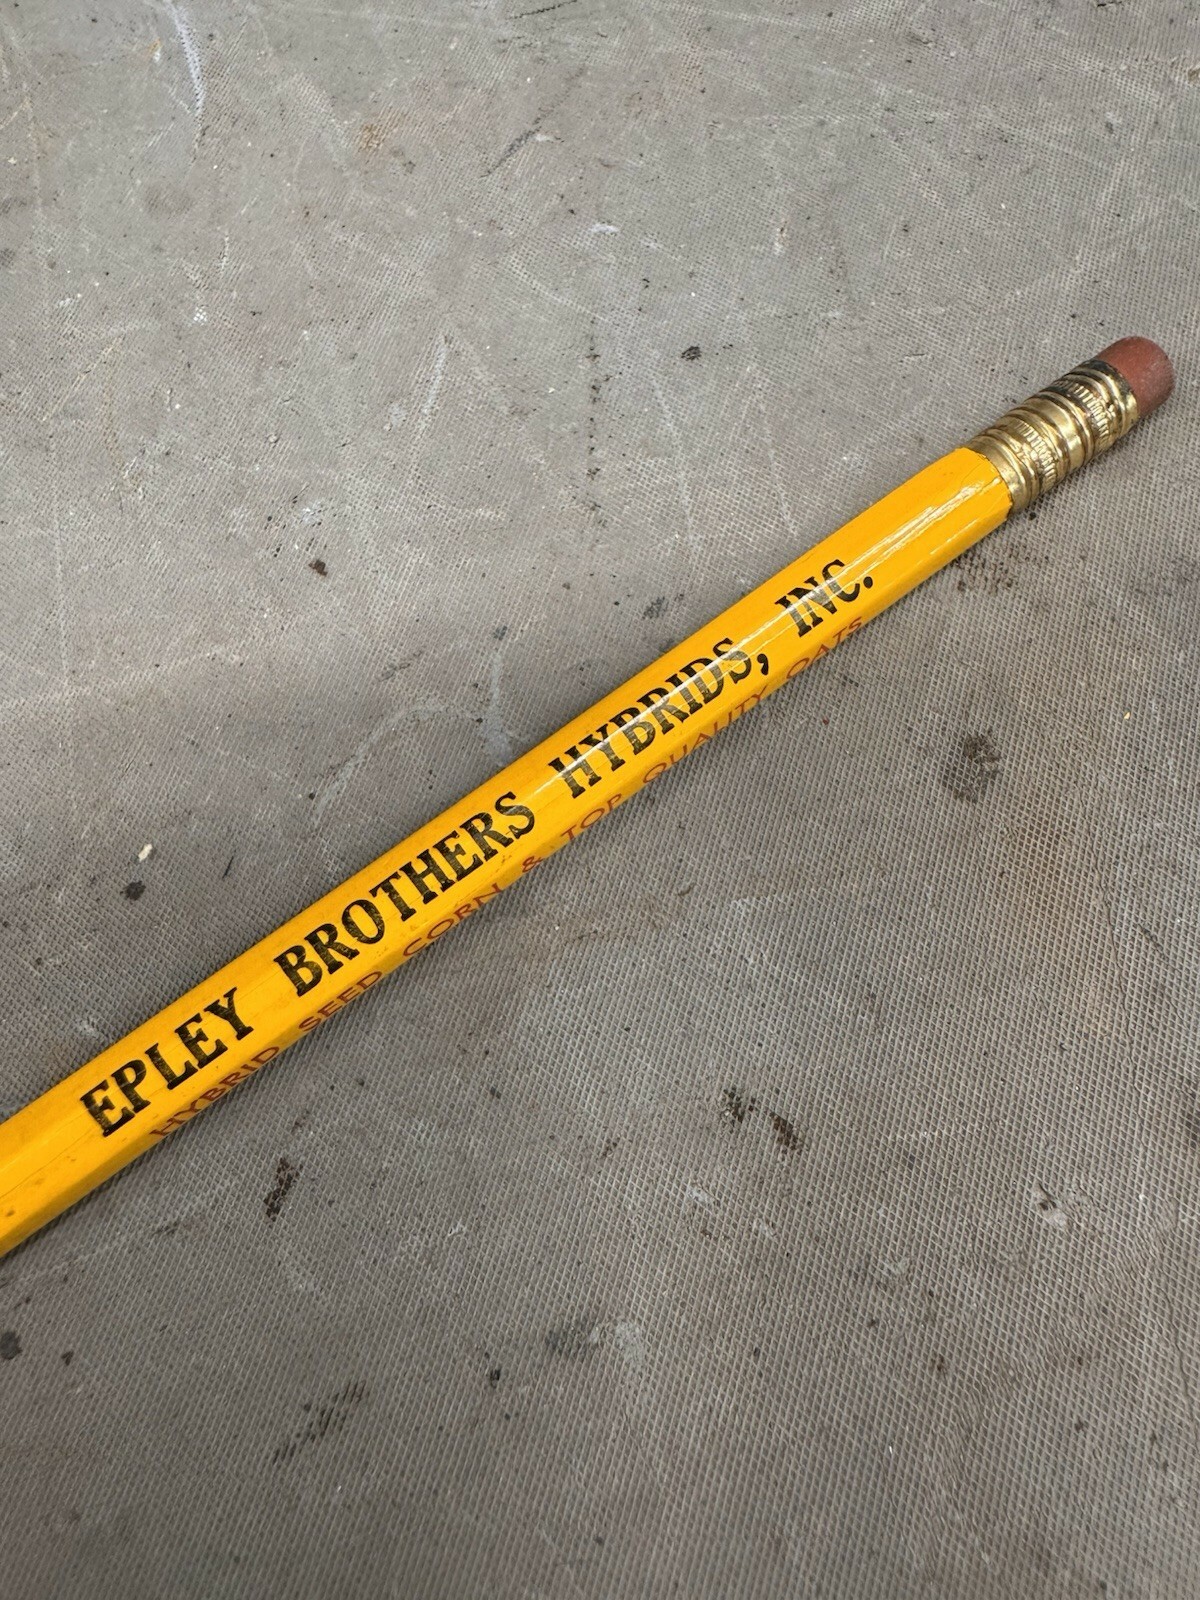 EPLEY BROTHERS HYBRIDS, INC.
HYBRID SEED CORN & TOP QUALITY OATS